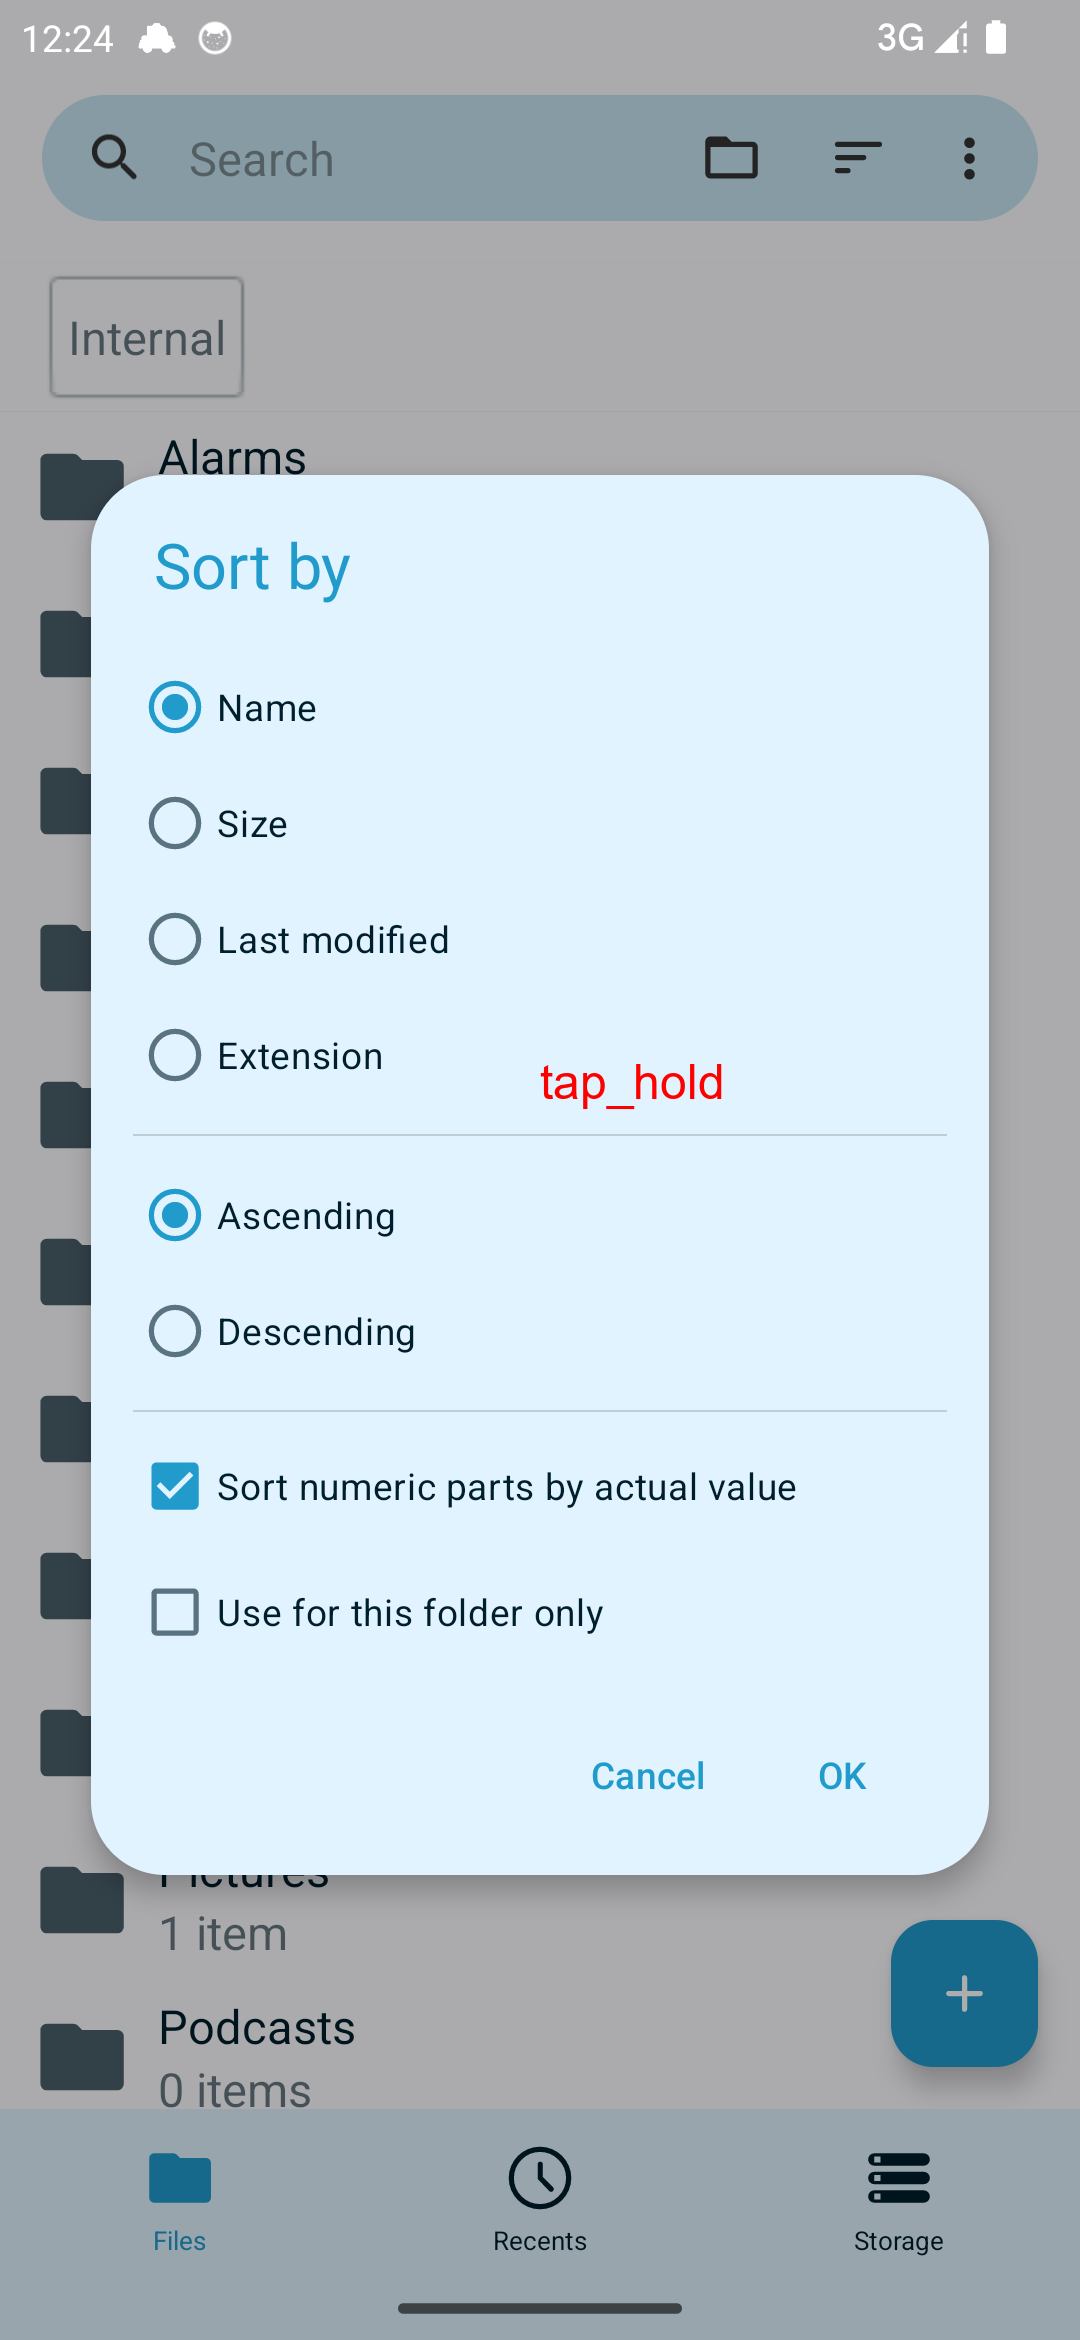 12:24
3G
Search
Internal
Alarms
Sort by
Name
Size
Last modified
Extension
tap_hold
Ascending
Descending
Sort numeric parts by actual value
Use for this folder only
Cancel
OK
Pictures
1 item
Podcasts
0 items
Files
Recents
Storage